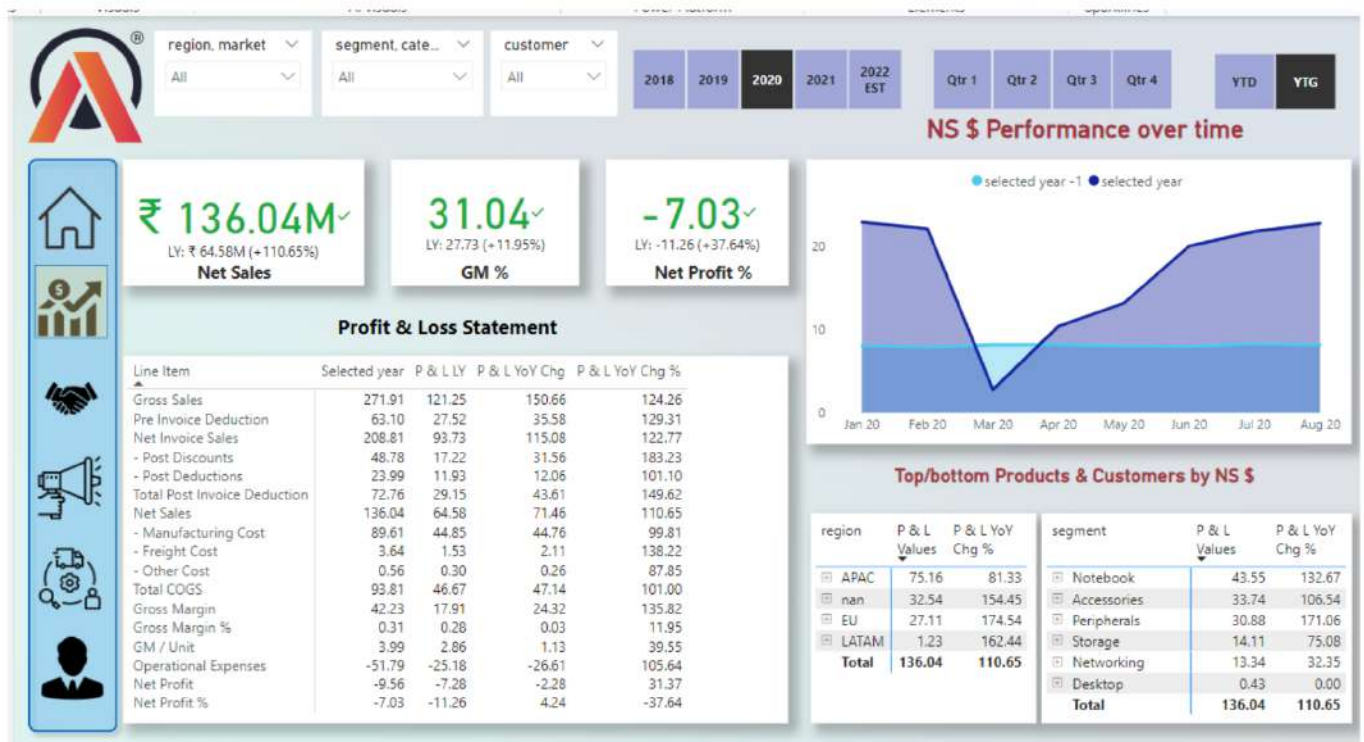 region, market
segment, cate...
customer
All
All
All
2018 2019 2020 2021 2022 EST
Qtr 1 Qtr 2 Qtr 3 Qtr 4
YTD YTG
®
NS $ Performance over time
₹ 136.04M
LY: ₹ 64.58M (+110.65%)
Net Sales
31.04
LY: 27.73 (+11.95%)
GM %
-7.03
LY: -11.26 (+37.64%)
Net Profit %
selected year -1 selected year
20
10
0
Jan 20 Feb 20 Mar 20 Apr 20 May 20 Jun 20 Jul 20 Aug 20
Profit & Loss Statement
Line Item Selected year P & L LY P & L YoY Chg P & L YoY Chg %
Gross Sales 271.91 121.25 150.66 124.26
Pre Invoice Deduction 63.10 27.52 35.58 129.31
Net Invoice Sales 208.81 93.73 115.08 122.77
- Post Discounts 48.78 17.22 31.56 183.23
- Post Deductions 23.99 11.93 12.06 101.10
Total Post Invoice Deduction 72.76 29.15 43.61 149.62
Net Sales 136.04 64.58 71.46 110.65
- Manufacturing Cost 89.61 44.85 44.76 99.81
- Freight Cost 3.64 1.53 2.11 138.22
- Other Cost 0.56 0.30 0.26 87.85
Total COGS 93.81 46.67 47.14 101.00
Gross Margin 42.23 17.91 24.32 135.82
Gross Margin % 0.31 0.28 0.03 11.95
GM / Unit 3.99 2.86 1.13 39.55
Operational Expenses -51.79 -25.18 -26.61 105.64
Net Profit -9.56 -7.28 -2.28 31.37
Net Profit % -7.03 -11.26 4.24 -37.64
Top/bottom Products & Customers by NS $
region P & L Values P & L YoY Chg %
APAC 75.16 81.33
nan 32.54 154.45
EU 27.11 174.54
LATAM 1.23 162.44
Total 136.04 110.65
segment P & L Values P & L YoY Chg %
Notebook 43.55 132.67
Accessories 33.74 106.54
Peripherals 30.88 171.06
Storage 14.11 75.08
Networking 13.34 32.35
Desktop 0.43 0.00
Total 136.04 110.65